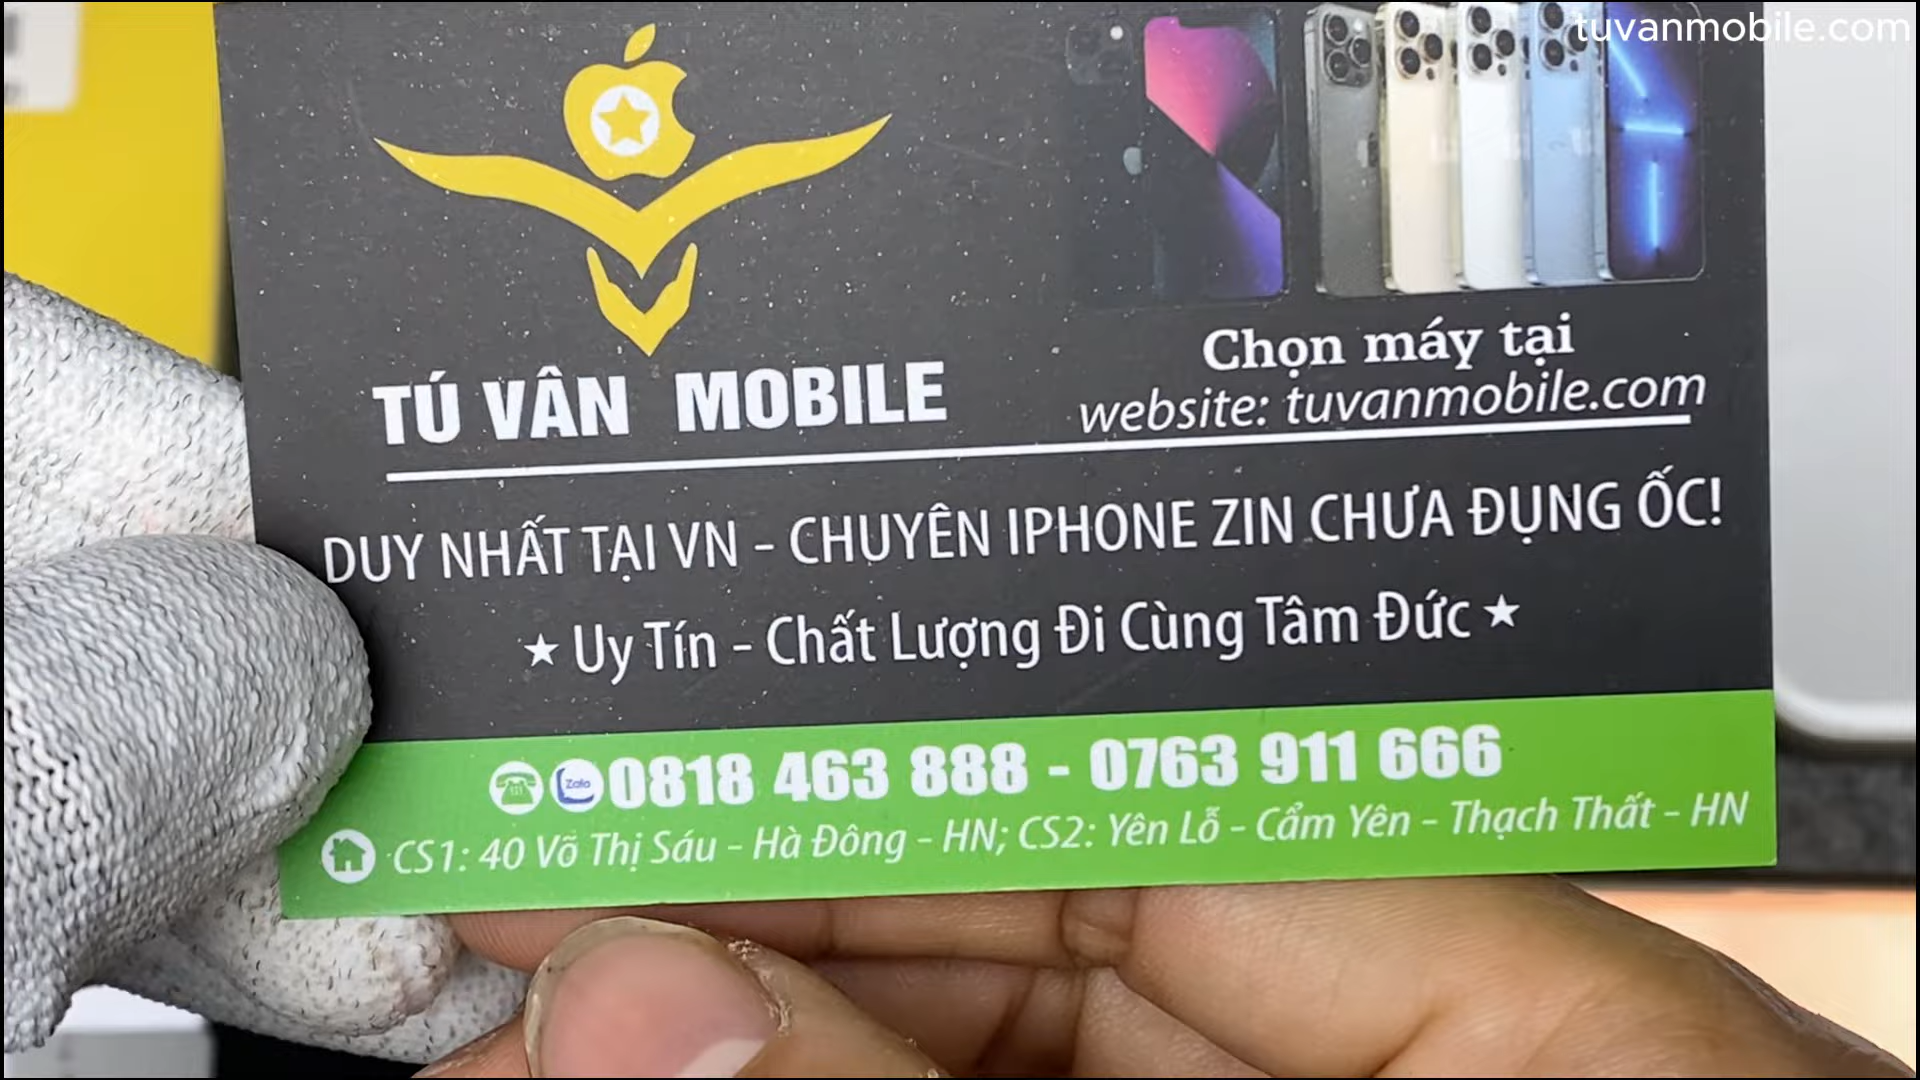 tuvanmobile.com
TÚ VÂN MOBILE
Chọn máy tại
website: tuvanmobile.com
DUY NHẤT TẠI VN - CHUYÊN IPHONE ZIN CHƯA ĐỤNG ỐC!
★ Uy Tín - Chất Lượng Đi Cùng Tâm Đức ★
Zalo 0818 463 888 - 0763 911 666
CS1: 40 Võ Thị Sáu - Hà Đông - HN; CS2: Yên Lỗ - Cẩm Yên - Thạch Thất - HN